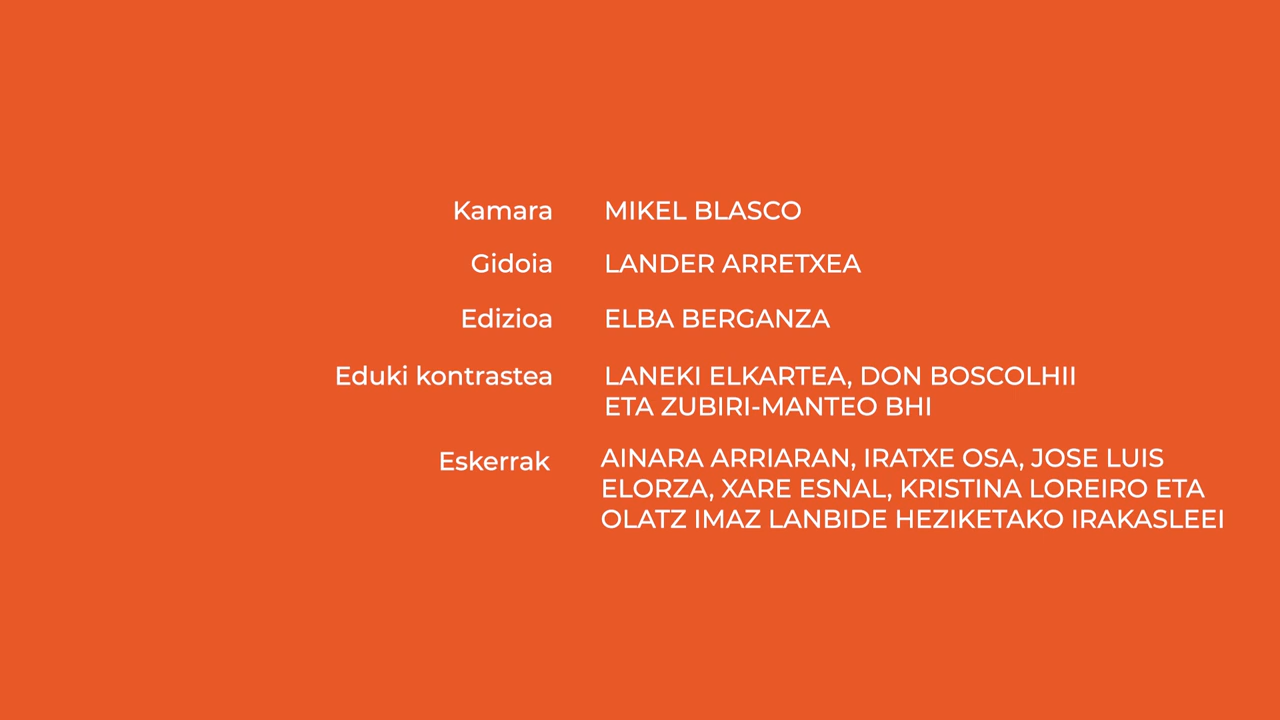 Kamara MIKEL BLASCO
Gidoia LANDER ARRETXEA
Edizioa ELBA BERGANZA
Eduki kontrastea LANEKI ELKARTEA, DON BOSCOLHII
ETA ZUBIRI-MANTEO BHI
Eskerrak AINARA ARRIARAN, IRATXE OSA, JOSE LUIS
ELORZA, XARE ESNAL, KRISTINA LOREIRO ETA
OLATZ IMAZ LANBIDE HEZIKETAKO IRAKASLEEI